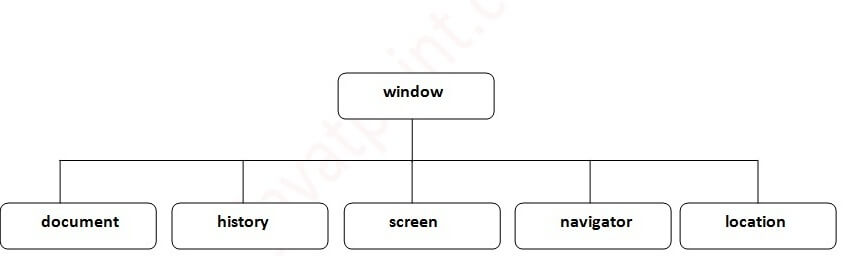 window
document
history
screen
navigator
location